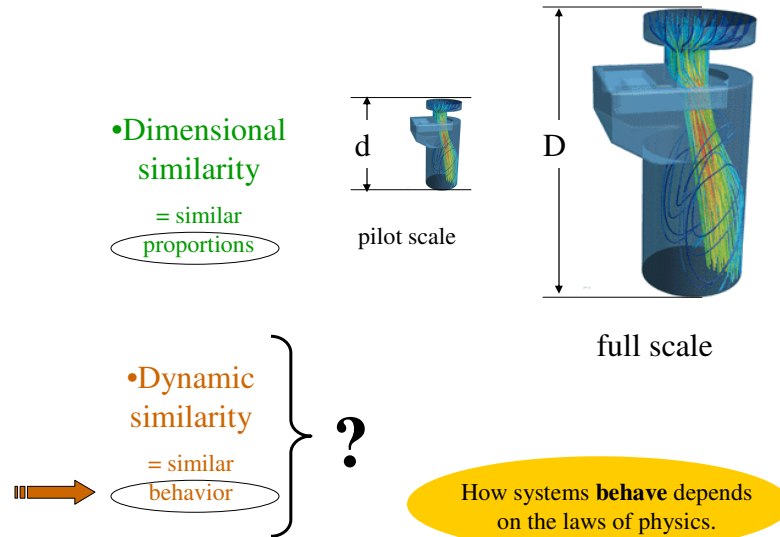 •Dimensional
similarity
= similar
proportions
d
pilot scale
D
full scale
•Dynamic
similarity
= similar
behavior
?
How systems behave depends
on the laws of physics.